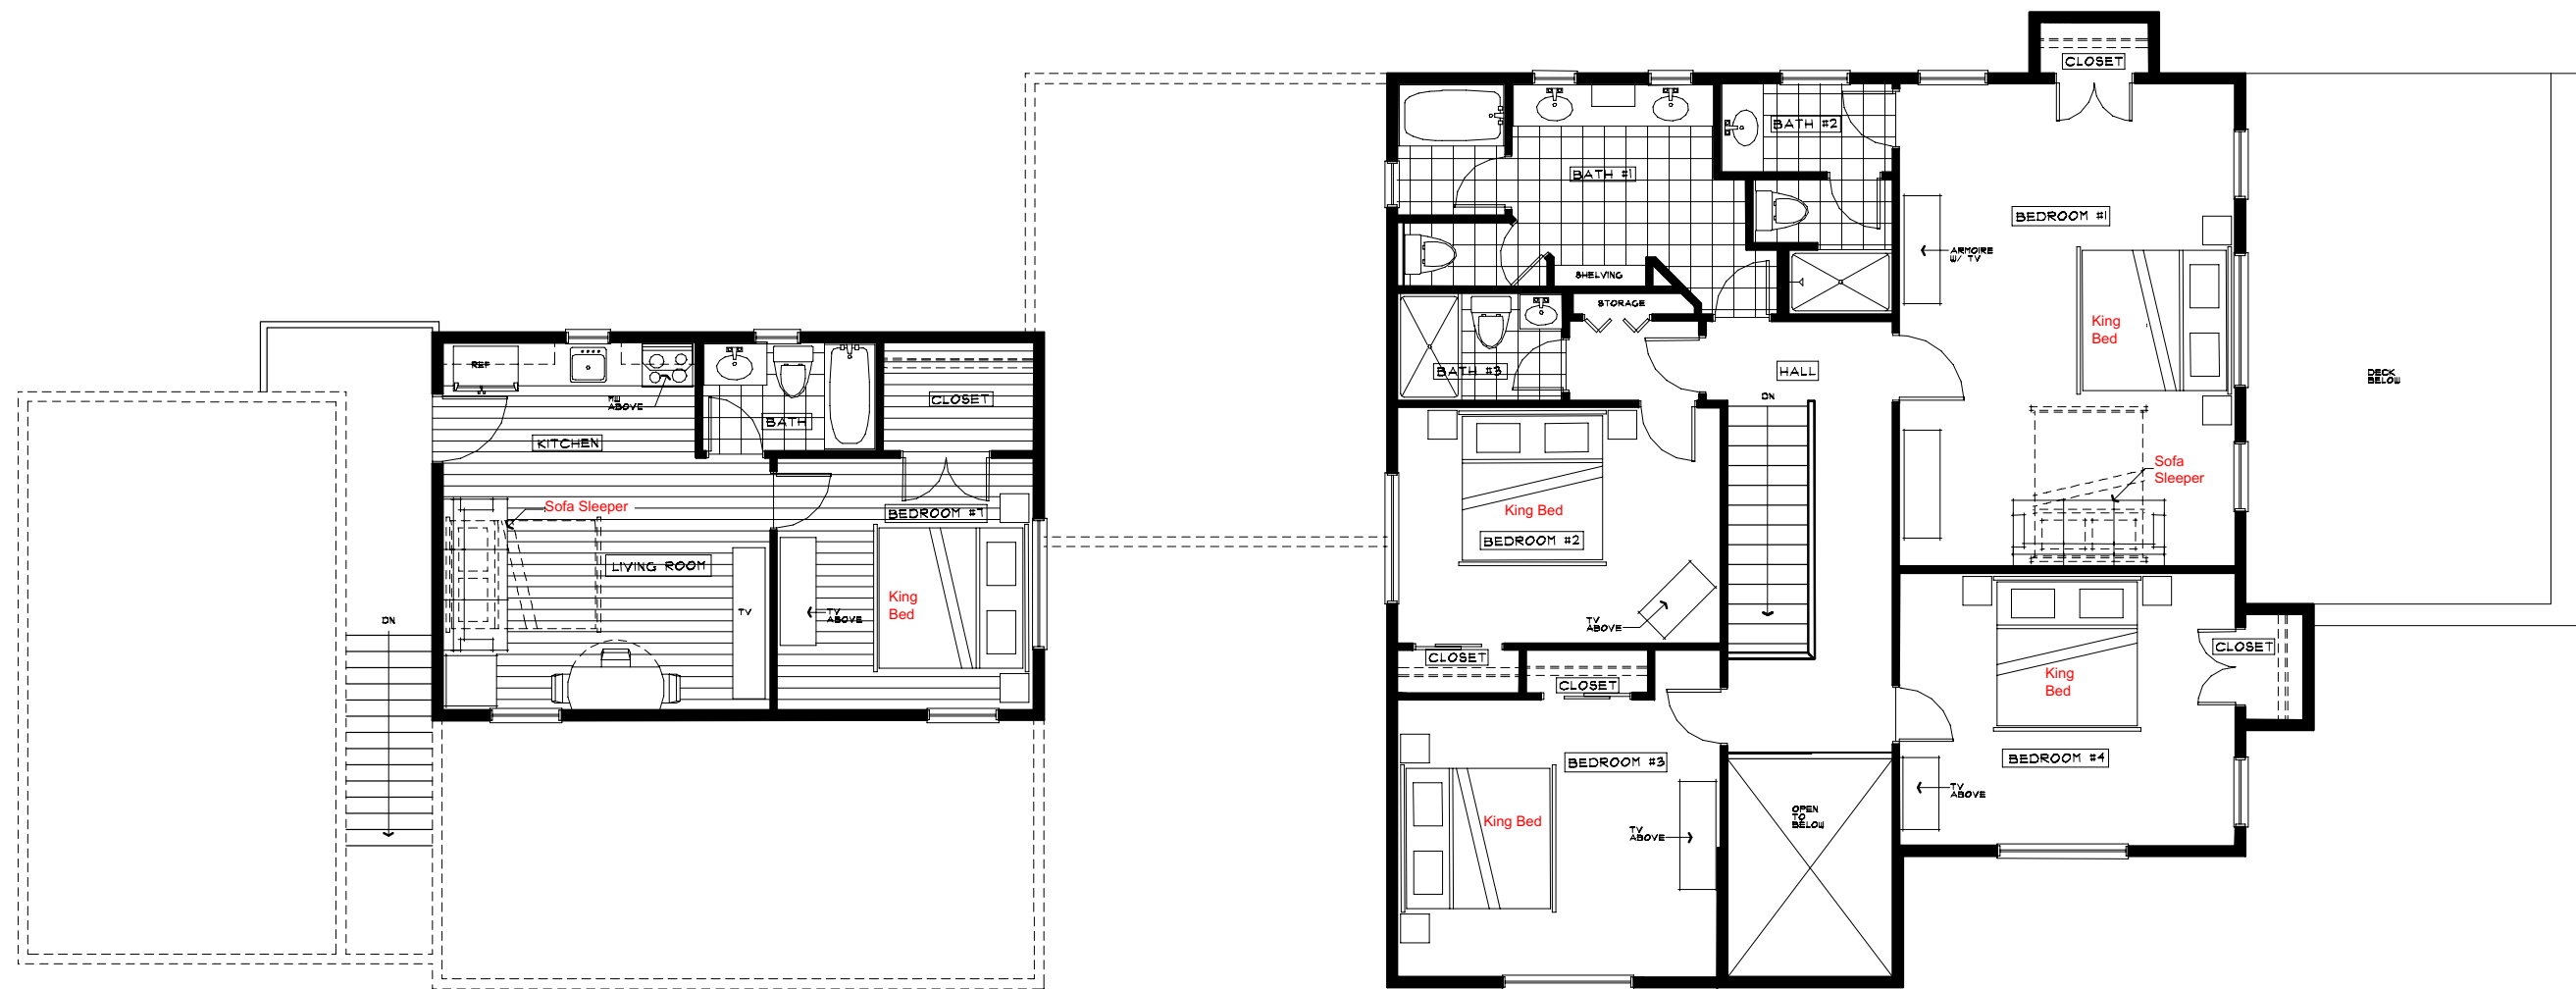 REF
MW
ABOVE
KITCHEN
BATH
CLOSET
Sofa Sleeper
BEDROOM #7
LIVING ROOM
TV
TV
ABOVE
King
Bed
DN
CLOSET
BATH #2
BATH #1
BEDROOM #1
ARMOIRE
W/ TV
SHELVING
STORAGE
King
Bed
BATH #3
HALL
DN
DECK
BELOW
Sofa
Sleeper
King Bed
BEDROOM #2
TV
ABOVE
CLOSET
CLOSET
CLOSET
King
Bed
BEDROOM #4
BEDROOM #3
TV
ABOVE
King Bed
TV
ABOVE
OPEN
TO
BELOW